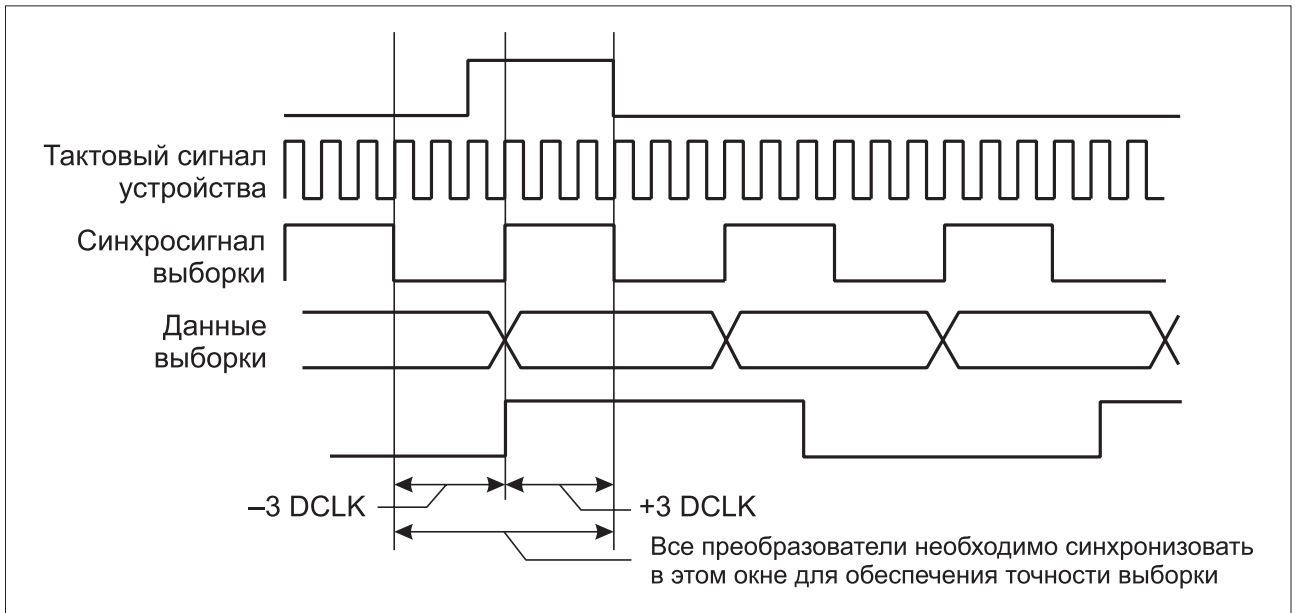 Тактовый сигнал
устройства
Синхросигнал
выборки
Данные
выборки
–3 DCLK
+3 DCLK
Все преобразователи необходимо синхронизовать
в этом окне для обеспечения точности выборки